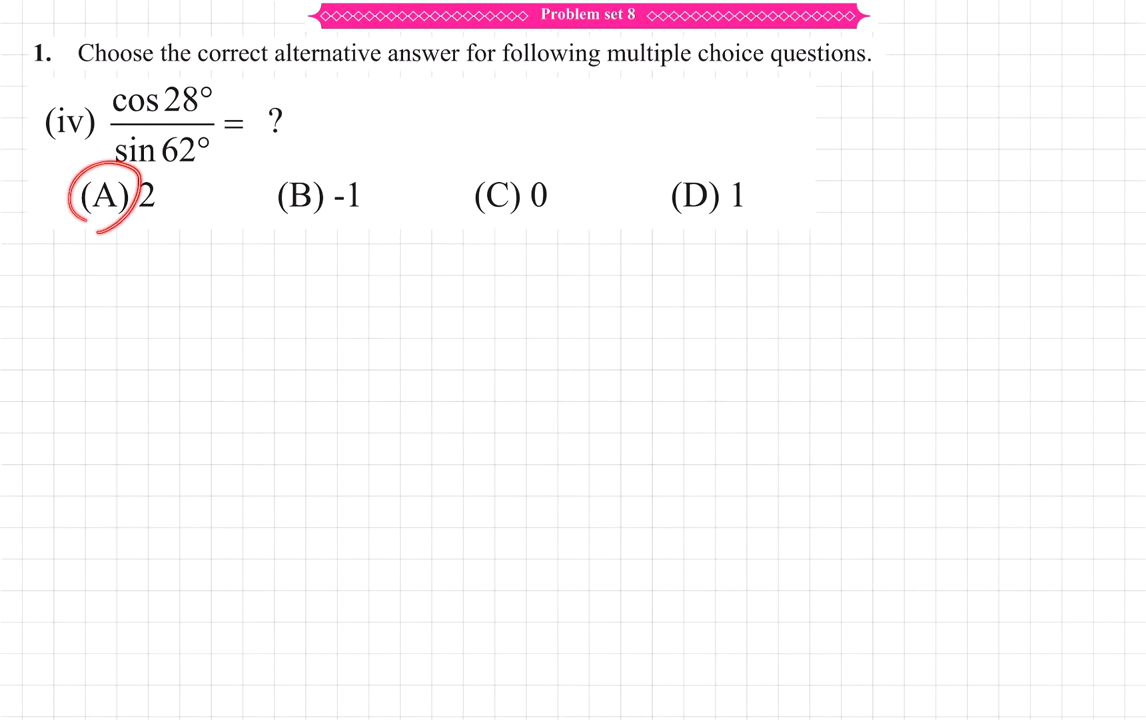 Problem set 8
1. Choose the correct alternative answer for following multiple choice questions.
(iv) cos 28° / sin 62° = ?
(A) 2 (B) -1 (C) 0 (D) 1